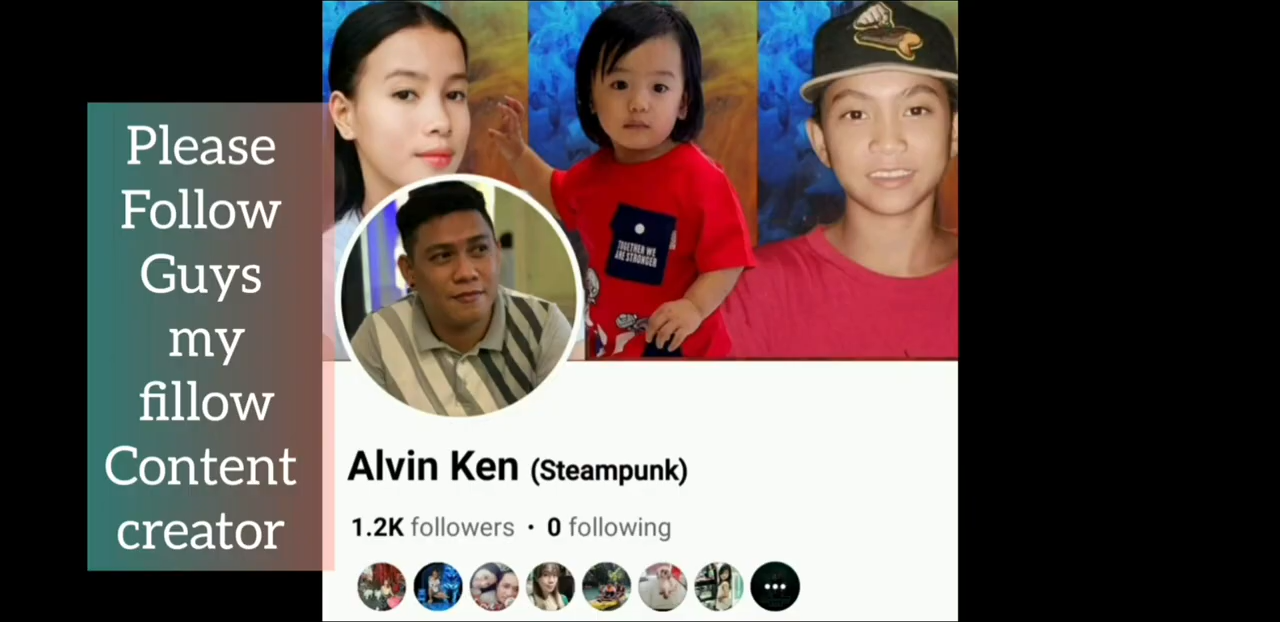 Please
Follow
Guys
my
fillow
Content
creator
TOGETHER WE
ARE STRONGER
Alvin Ken (Steampunk)
1.2K followers · 0 following